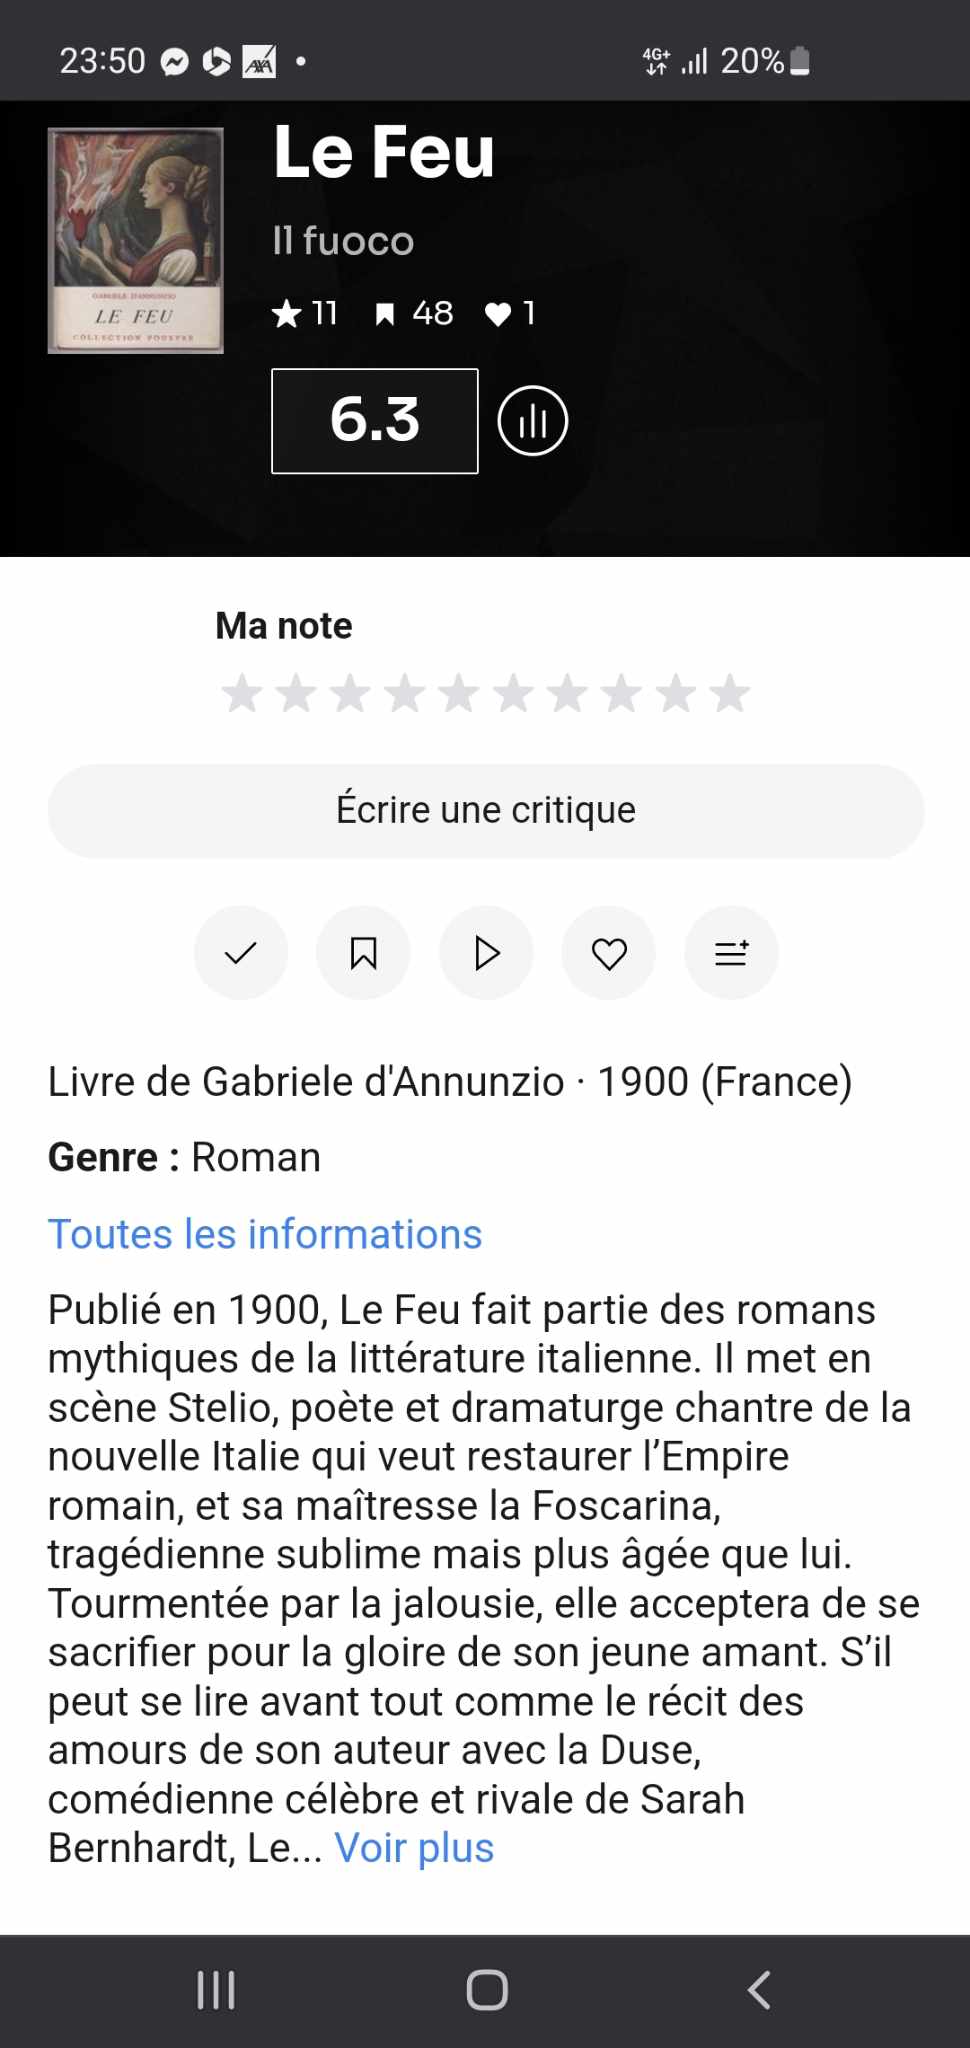 23:50 AXA 4G+ 20%
Le Feu
Il fuoco
11 48 1
6.3
GABRIELE D'ANNUNZIO
LE FEU
COLLECTION POURPRE
Ma note
Écrire une critique
Livre de Gabriele d'Annunzio · 1900 (France)
Genre : Roman
Toutes les informations
Publié en 1900, Le Feu fait partie des romans
mythiques de la littérature italienne. Il met en
scène Stelio, poète et dramaturge chantre de la
nouvelle Italie qui veut restaurer l’Empire
romain, et sa maîtresse la Foscarina,
tragédienne sublime mais plus âgée que lui.
Tourmentée par la jalousie, elle acceptera de se
sacrifier pour la gloire de son jeune amant. S’il
peut se lire avant tout comme le récit des
amours de son auteur avec la Duse,
comédienne célèbre et rivale de Sarah
Bernhardt, Le... Voir plus